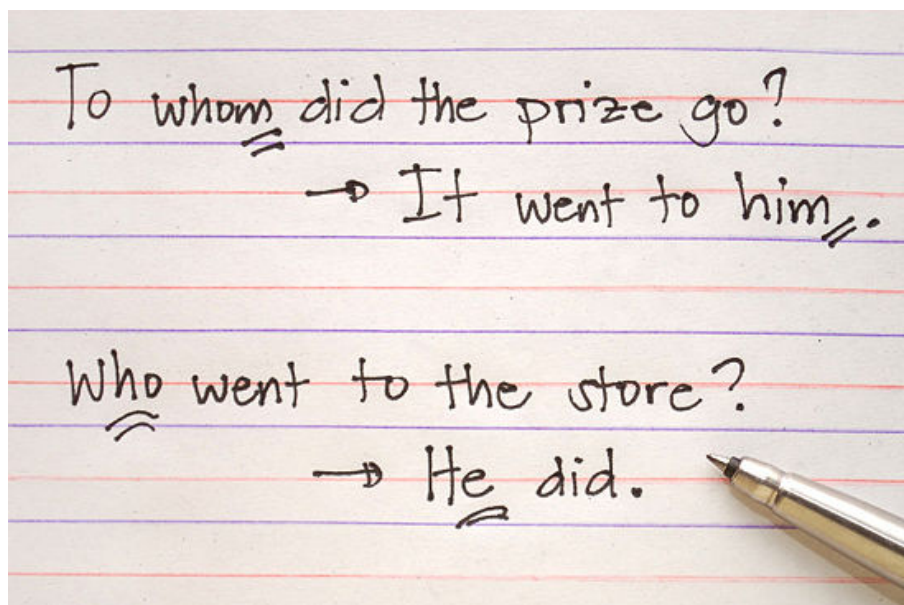 To whom did the prize go?
→ It went to him.
Who went to the store?
→ He did.